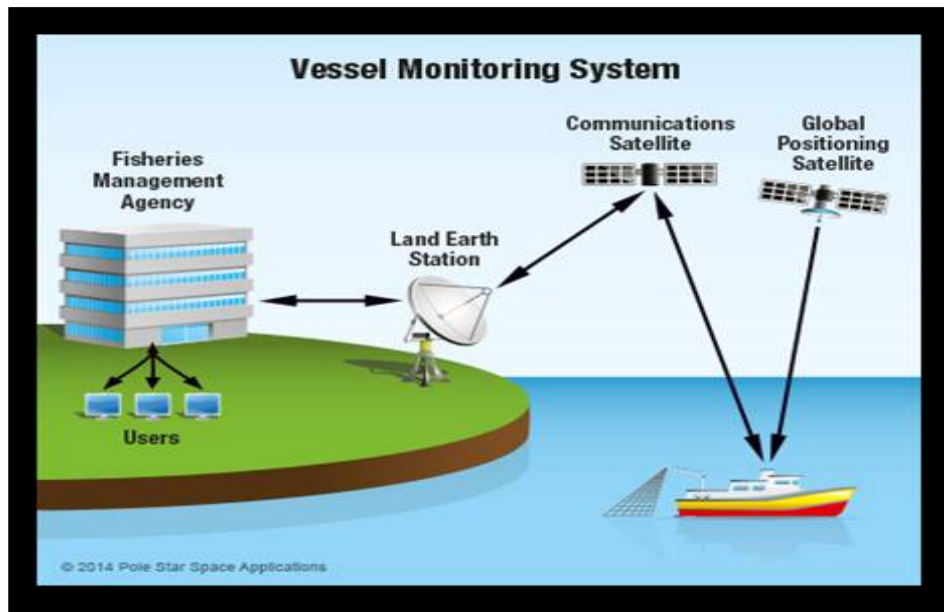 Vessel Monitoring System
Communications
Satellite
Global
Positioning
Satellite
Fisheries
Management
Agency
Land Earth
Station
Users
© 2014 Pole Star Space Applications